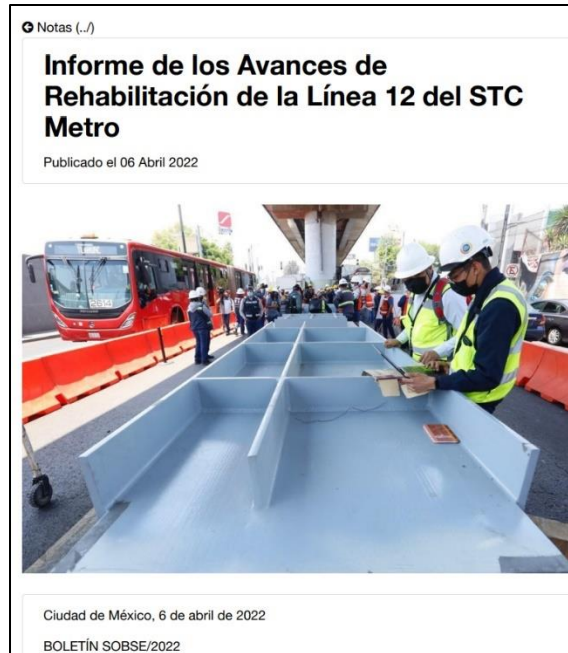 Notas (../)
Informe de los Avances de
Rehabilitación de la Línea 12 del STC
Metro
Publicado el 06 Abril 2022
Ciudad de México, 6 de abril de 2022
BOLETÍN SOBSE/2022